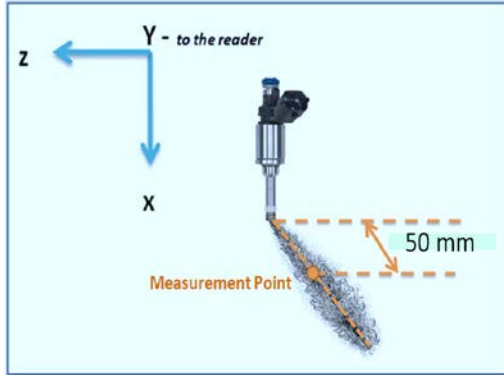 Y - to the reader
z
x
50 mm
Measurement Point